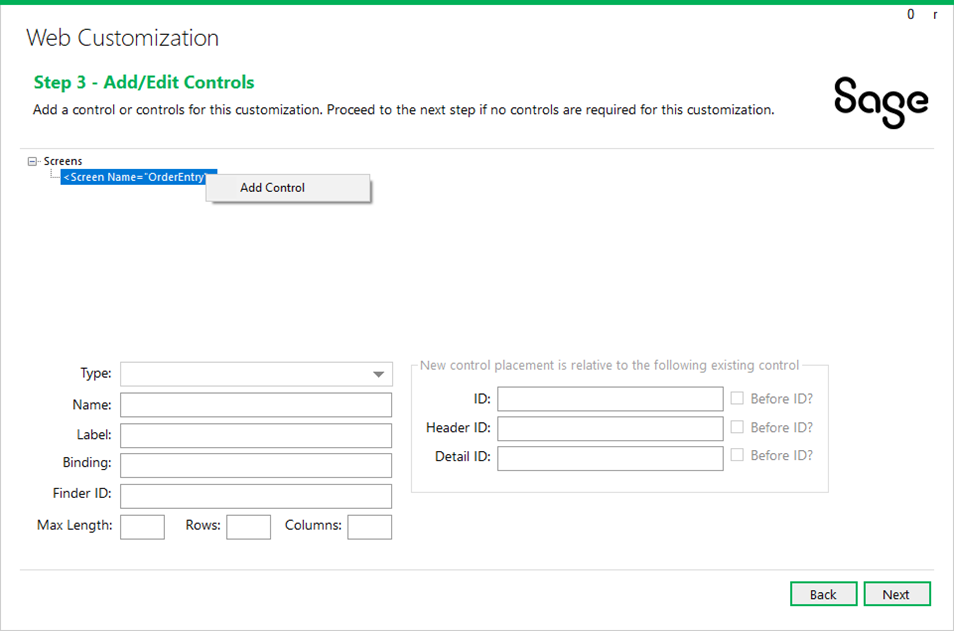 0 r
Web Customization
Step 3 - Add/Edit Controls
Add a control or controls for this customization. Proceed to the next step if no controls are required for this customization.
Sage
Screens
<Screen Name="OrderEntry"
Add Control
Type:
Name:
Label:
Binding:
Finder ID:
Max Length: Rows: Columns:
New control placement is relative to the following existing control
ID: Before ID?
Header ID: Before ID?
Detail ID: Before ID?
Back Next